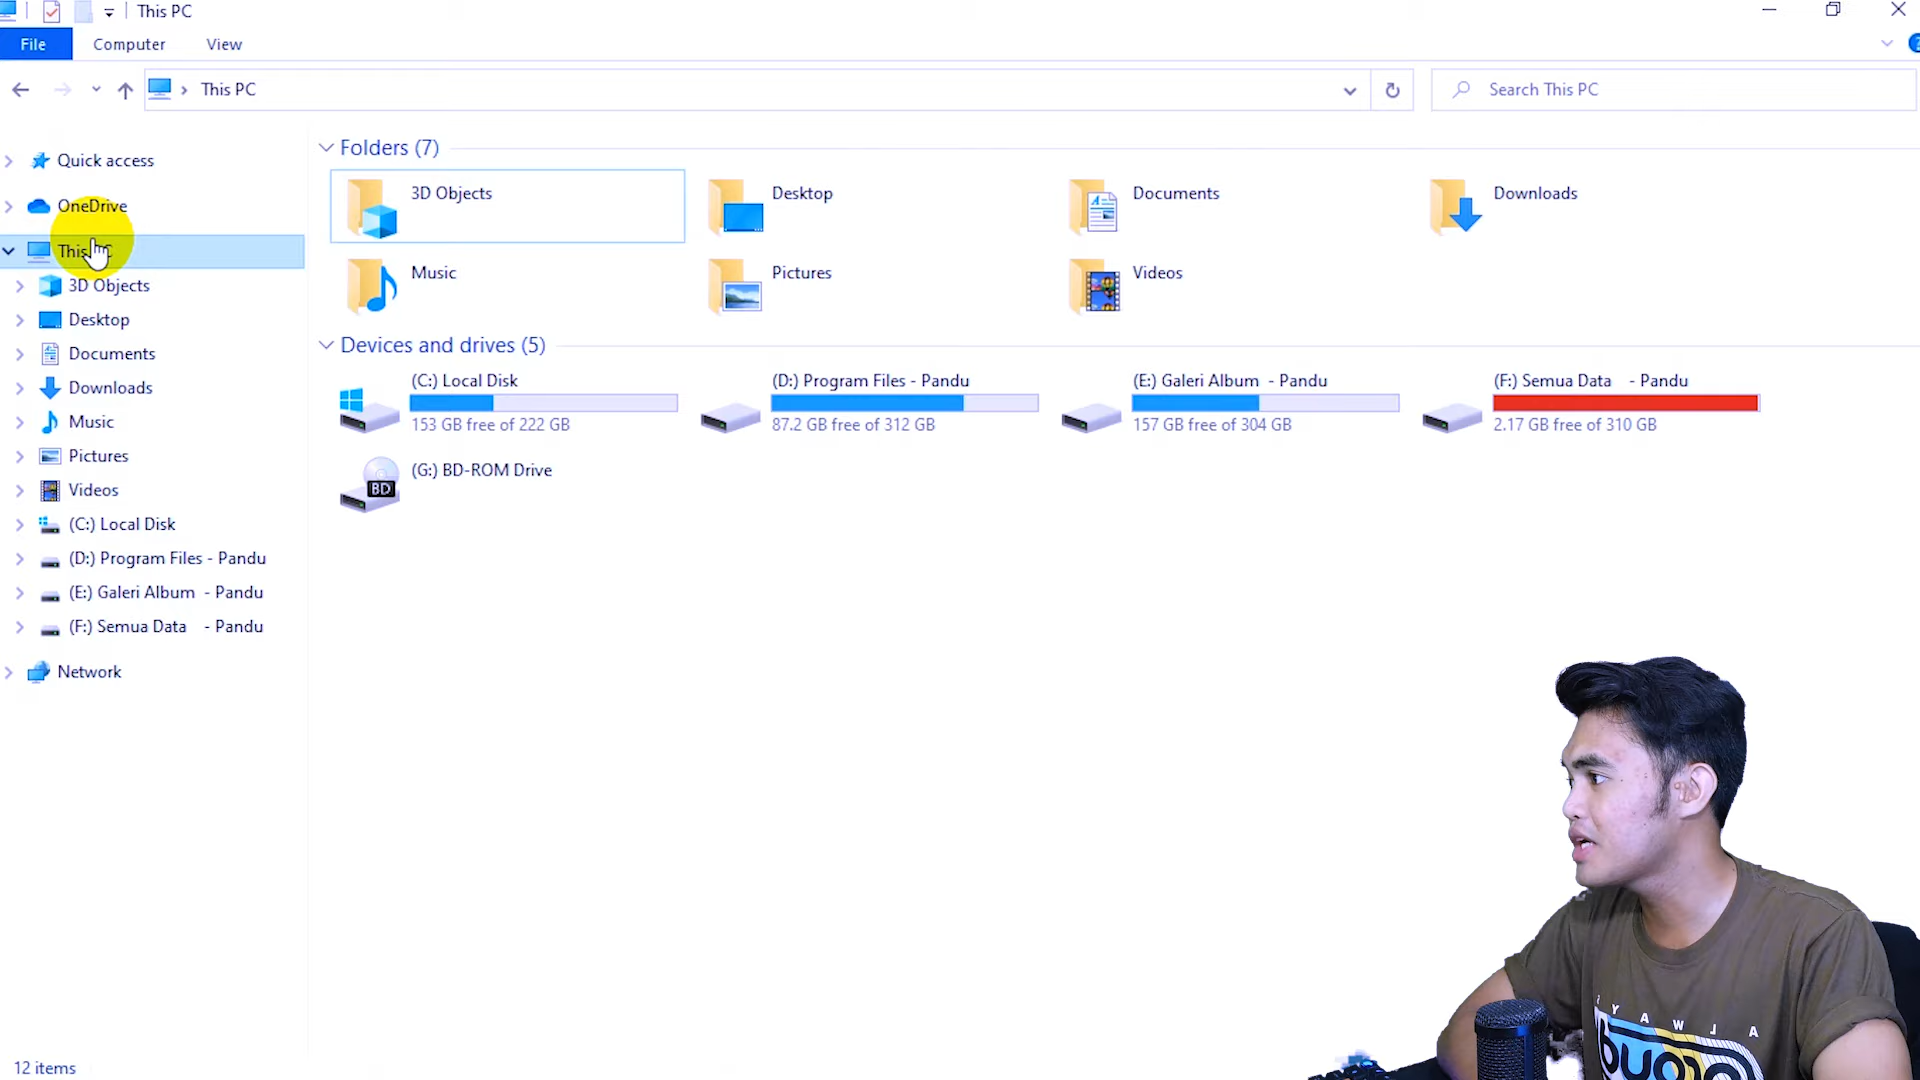 This PC
File Computer View
This PC
Search This PC
Quick access
OneDrive
3D Objects
Desktop
Documents
Downloads
Music
Pictures
Videos
(C:) Local Disk
(D:) Program Files - Pandu
(E:) Galeri Album - Pandu
(F:) Semua Data - Pandu
Network
Folders (7)
3D Objects
Desktop
Documents
Downloads
Music
Pictures
Videos
Devices and drives (5)
(C:) Local Disk
153 GB free of 222 GB
(D:) Program Files - Pandu
87.2 GB free of 312 GB
(E:) Galeri Album - Pandu
157 GB free of 304 GB
(F:) Semua Data - Pandu
2.17 GB free of 310 GB
(G:) BD-ROM Drive
BD
12 items